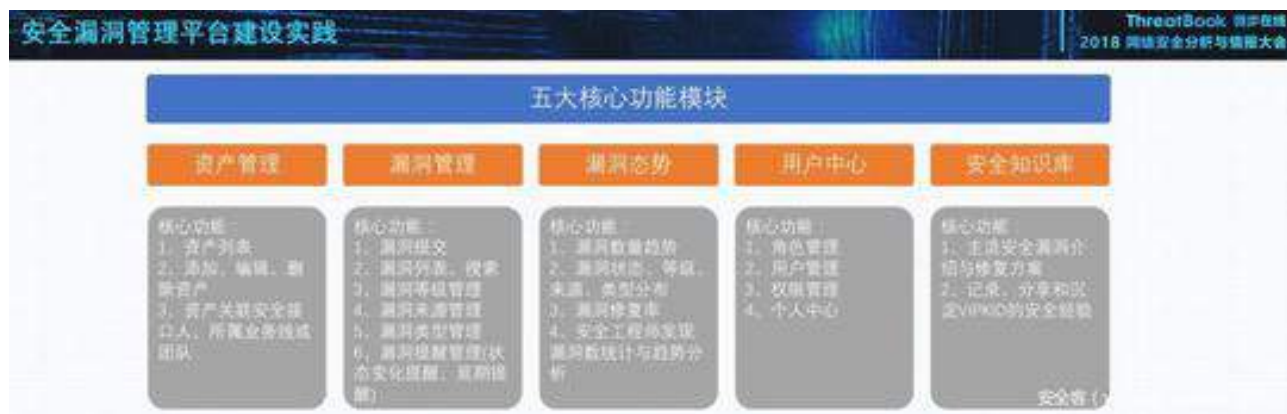 安全漏洞管理平台建设实践
ThreatBook 微步在线
2018 网络安全分析与情报大会
五大核心功能模块
资产管理
漏洞管理
漏洞态势
用户中心
安全知识库
核心功能：
1、资产列表
2、添加、编辑、删
除资产
3、资产关联安全接
口人、所属业务线或
团队
核心功能：
1、漏洞提交
2、漏洞列表、搜索
3、漏洞等级管理
4、漏洞来源管理
5、漏洞类型管理
6、漏洞提醒管理(状
态变化提醒、延期提
醒)
核心功能：
1、漏洞数量趋势
2、漏洞状态、等级、
来源、类型分布
3、漏洞修复率
4、安全工程师发现
漏洞数统计与趋势分
析
核心功能：
1、角色管理
2、用户管理
3、权限管理
4、个人中心
核心功能：
1、主流安全漏洞介
绍与修复方案
2、记录、分享和沉
淀VIPKID的安全经验
安全客